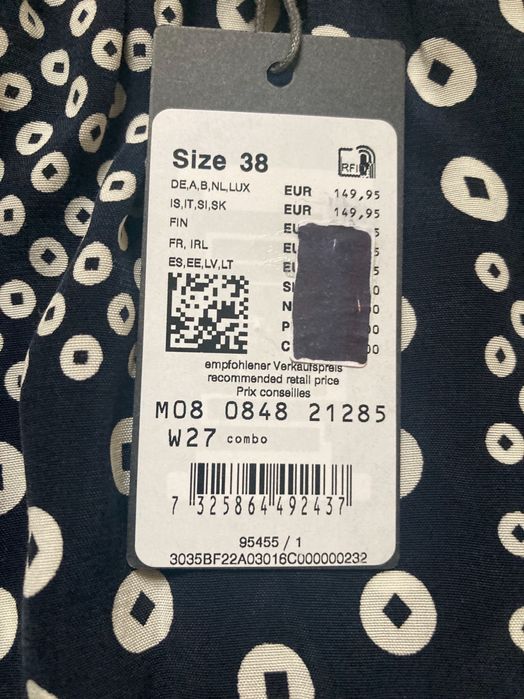 Size 38
RFID
DE,A,B,NL,LUX EUR 149,95
IS,IT,SI,SK EUR 149,95
FIN
FR, IRL
ES,EE,LV,LT
empfohlener Verkaufspreis
recommended retail price
Prix conseilles
M08 0848 21285
W27 combo
7 325864 492437
95455 / 1
3035BF22A03016C000000232